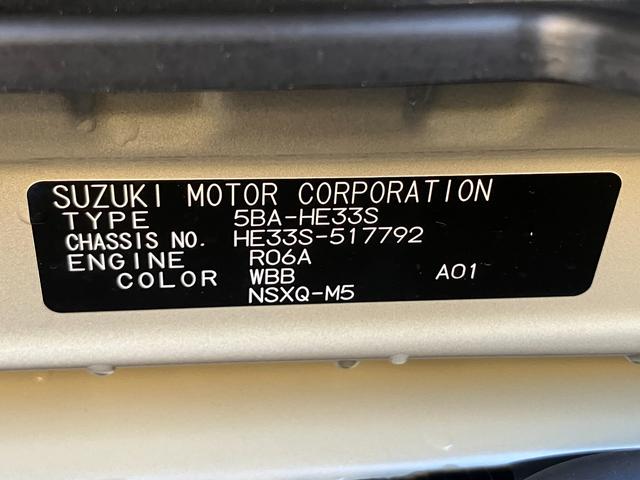 SUZUKI MOTOR CORPORATION
TYPE 5BA-HE33S
CHASSIS NO. HE33S-517792
ENGINE R06A
COLOR WBB A01
NSXQ-M5